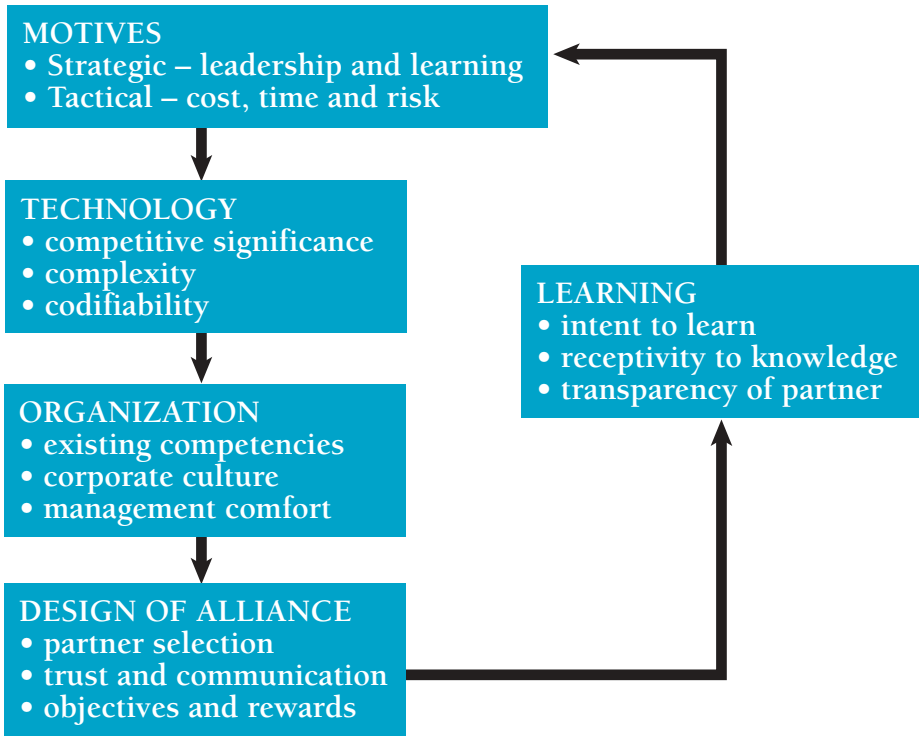 MOTIVES
• Strategic – leadership and learning
• Tactical – cost, time and risk
TECHNOLOGY
• competitive significance
• complexity
• codifiability
ORGANIZATION
• existing competencies
• corporate culture
• management comfort
DESIGN OF ALLIANCE
• partner selection
• trust and communication
• objectives and rewards
LEARNING
• intent to learn
• receptivity to knowledge
• transparency of partner